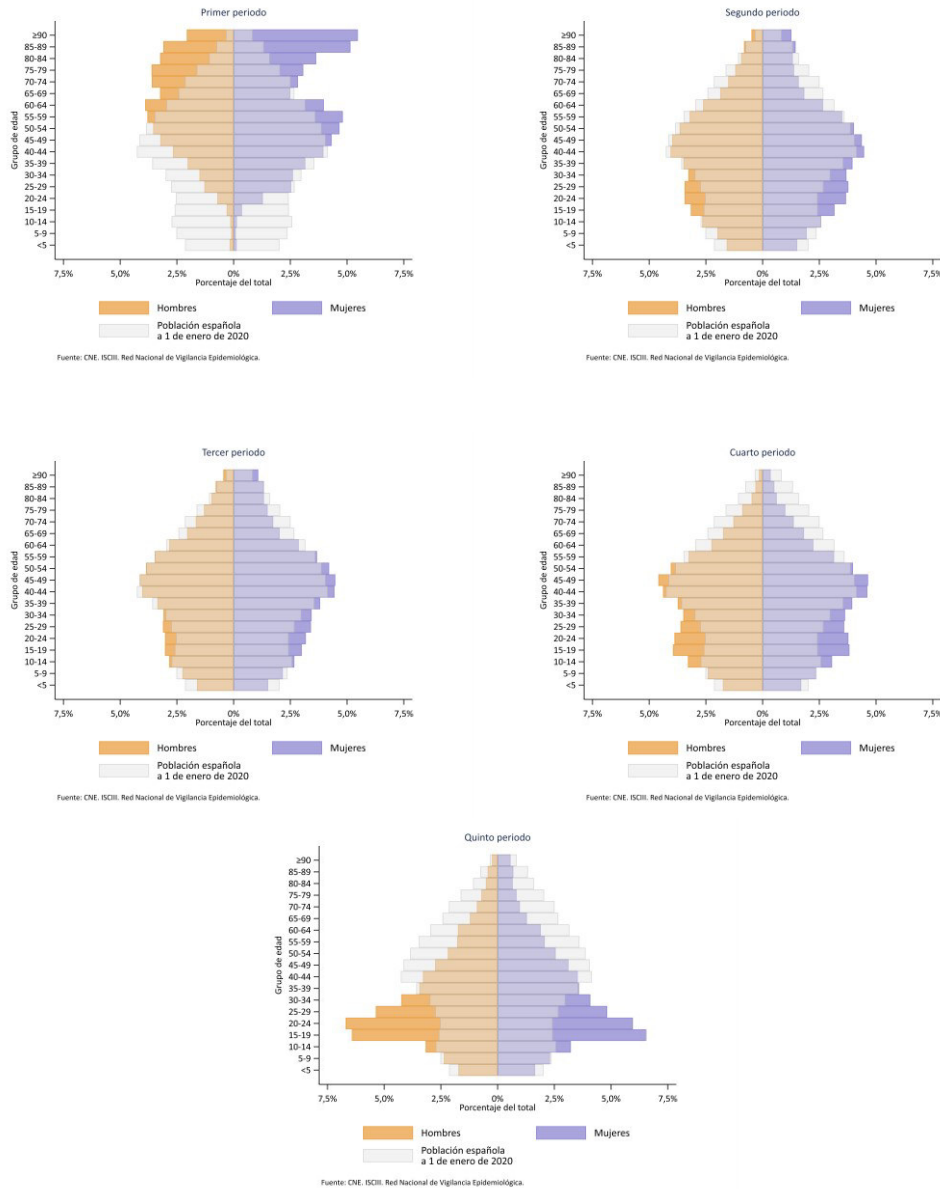 Primer periodo
Grupo de edad
≥90
85-89
80-84
75-79
70-74
65-69
60-64
55-59
50-54
45-49
40-44
35-39
30-34
25-29
20-24
15-19
10-14
5-9
<5
7,5% 5,0% 2,5% 0% 2,5% 5,0% 7,5%
Porcentaje del total
Hombres Mujeres
Población española
a 1 de enero de 2020
Fuente: CNE. ISCIII. Red Nacional de Vigilancia Epidemiológica.
Segundo periodo
Grupo de edad
≥90
85-89
80-84
75-79
70-74
65-69
60-64
55-59
50-54
45-49
40-44
35-39
30-34
25-29
20-24
15-19
10-14
5-9
<5
7,5% 5,0% 2,5% 0% 2,5% 5,0% 7,5%
Porcentaje del total
Hombres Mujeres
Población española
a 1 de enero de 2020
Fuente: CNE. ISCIII. Red Nacional de Vigilancia Epidemiológica.
Tercer periodo
Grupo de edad
≥90
85-89
80-84
75-79
70-74
65-69
60-64
55-59
50-54
45-49
40-44
35-39
30-34
25-29
20-24
15-19
10-14
5-9
<5
7,5% 5,0% 2,5% 0% 2,5% 5,0% 7,5%
Porcentaje del total
Hombres Mujeres
Población española
a 1 de enero de 2020
Fuente: CNE. ISCIII. Red Nacional de Vigilancia Epidemiológica.
Cuarto periodo
Grupo de edad
≥90
85-89
80-84
75-79
70-74
65-69
60-64
55-59
50-54
45-49
40-44
35-39
30-34
25-29
20-24
15-19
10-14
5-9
<5
7,5% 5,0% 2,5% 0% 2,5% 5,0% 7,5%
Porcentaje del total
Hombres Mujeres
Población española
a 1 de enero de 2020
Fuente: CNE. ISCIII. Red Nacional de Vigilancia Epidemiológica.
Quinto periodo
Grupo de edad
≥90
85-89
80-84
75-79
70-74
65-69
60-64
55-59
50-54
45-49
40-44
35-39
30-34
25-29
20-24
15-19
10-14
5-9
<5
7,5% 5,0% 2,5% 0% 2,5% 5,0% 7,5%
Porcentaje del total
Hombres Mujeres
Población española
a 1 de enero de 2020
Fuente: CNE. ISCIII. Red Nacional de Vigilancia Epidemiológica.